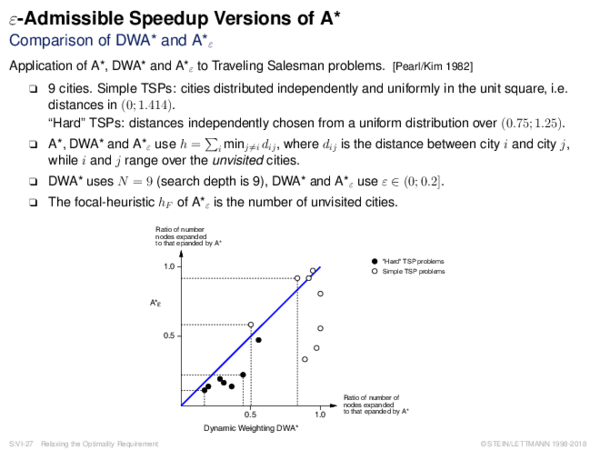 ε-Admissible Speedup Versions of A*
Comparison of DWA* and A*ε
Application of A*, DWA* and A*ε to Traveling Salesman problems. [Pearl/Kim 1982]
❑ 9 cities. Simple TSPs: cities distributed independently and uniformly in the unit square, i.e.
distances in (0; 1.414).
“Hard” TSPs: distances independently chosen from a uniform distribution over (0.75; 1.25).
❑ A*, DWA* and A*ε use h = ∑i minj≠i dij, where dij is the distance between city i and city j,
while i and j range over the unvisited cities.
❑ DWA* uses N = 9 (search depth is 9), DWA* and A*ε use ε ∈ (0; 0.2].
❑ The focal-heuristic hF of A*ε is the number of unvisited cities.
Ratio of number
nodes expanded
to that epanded by A*
"Hard" TSP problems
Simple TSP problems
1.0
A*ε
0.5
0.5
1.0
Ratio of number of
nodes expanded
to that epanded by A*
Dynamic Weighting DWA*
S:VI-27 Relaxing the Optimality Requirement
©STEIN/LETTMANN 1998-2018